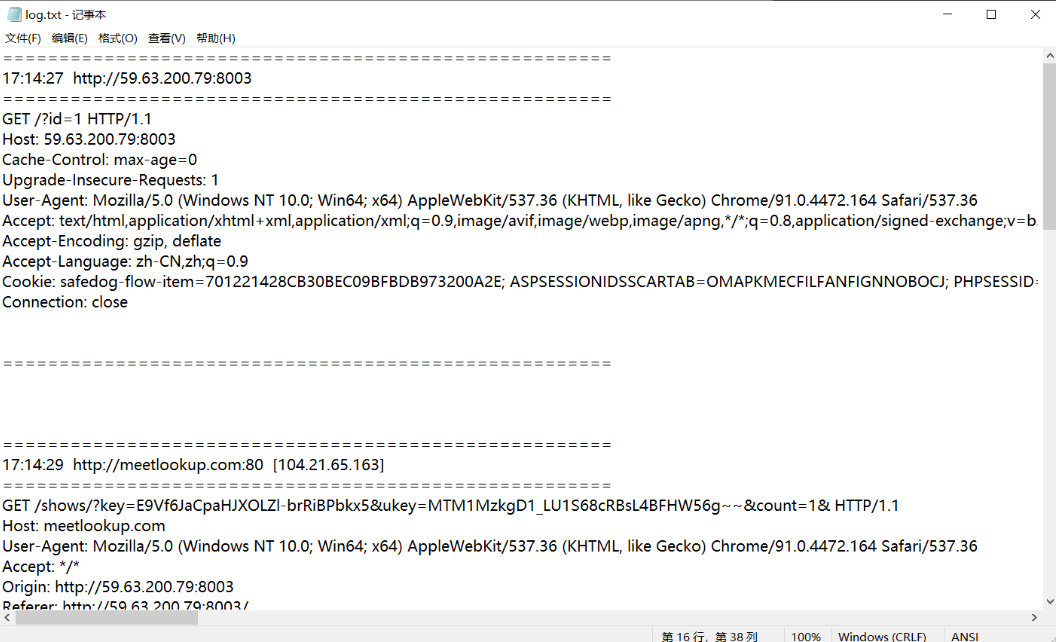 log.txt - 记事本
文件(F) 编辑(E) 格式(O) 查看(V) 帮助(H)
======================================================
17:14:27  http://59.63.200.79:8003
======================================================
GET /?id=1 HTTP/1.1
Host: 59.63.200.79:8003
Cache-Control: max-age=0
Upgrade-Insecure-Requests: 1
User-Agent: Mozilla/5.0 (Windows NT 10.0; Win64; x64) AppleWebKit/537.36 (KHTML, like Gecko) Chrome/91.0.4472.164 Safari/537.36
Accept: text/html,application/xhtml+xml,application/xml;q=0.9,image/avif,image/webp,image/apng,*/*;q=0.8,application/signed-exchange;v=b
Accept-Encoding: gzip, deflate
Accept-Language: zh-CN,zh;q=0.9
Cookie: safedog-flow-item=701221428CB30BEC09BFBDB973200A2E; ASPSESSIONIDSSCARTAB=OMAPKMECFILFANFIGNNOBOCJ; PHPSESSID=
Connection: close
======================================================
======================================================
17:14:29  http://meetlookup.com:80  [104.21.65.163]
======================================================
GET /shows/?key=E9Vf6JaCpaHJXOLZl-brRiBPbkx5&ukey=MTM1MzkgD1_LU1S68cRBsL4BFHW56g~~&count=1& HTTP/1.1
Host: meetlookup.com
User-Agent: Mozilla/5.0 (Windows NT 10.0; Win64; x64) AppleWebKit/537.36 (KHTML, like Gecko) Chrome/91.0.4472.164 Safari/537.36
Accept: */*
Origin: http://59.63.200.79:8003
Referer: http://59.63.200.79:8003/
第 16 行，第 38 列 100% Windows (CRLF) ANSI